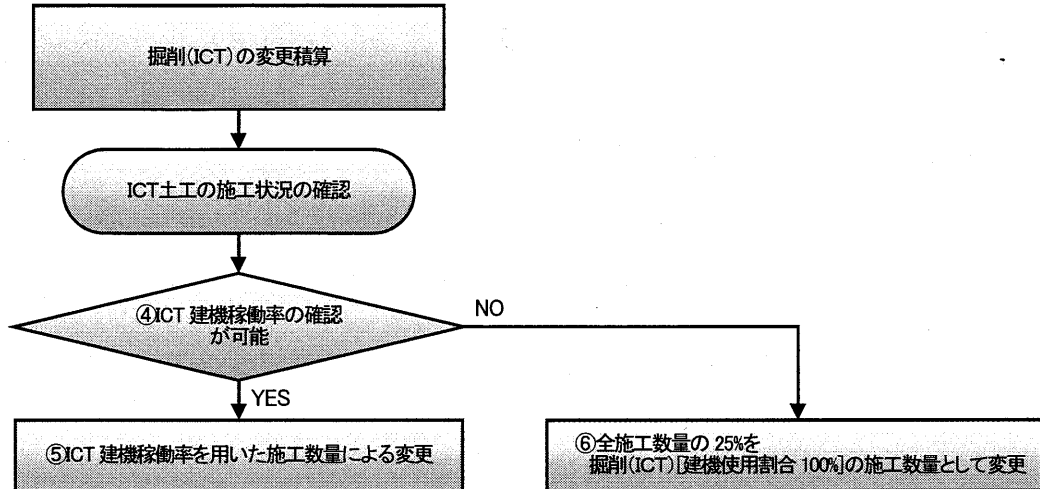 掘削(ICT)の変更積算
ICT土工の施工状況の確認
④ICT 建機稼働率の確認
が可能
NO
YES
⑤ICT 建機稼働率を用いた施工数量による変更
⑥全施工数量の 25%を
掘削(ICT)[建機使用割合 100%]の施工数量として変更